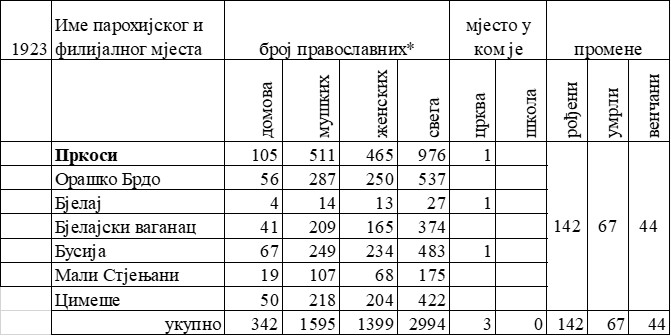 1923 Име парохијског и филијалног мјеста број православних* мјесто у ком је промене
домова мушких женских свега црква школа рођени умрли венчани
Пркоси 105 511 465 976 1
Орашко Брдо 56 287 250 537
Бјелај 4 14 13 27 1
Бјелајски ваганац 41 209 165 374 142 67 44
Бусија 67 249 234 483 1
Мали Стјењани 19 107 68 175
Цимеше 50 218 204 422
укупно 342 1595 1399 2994 3 0 142 67 44